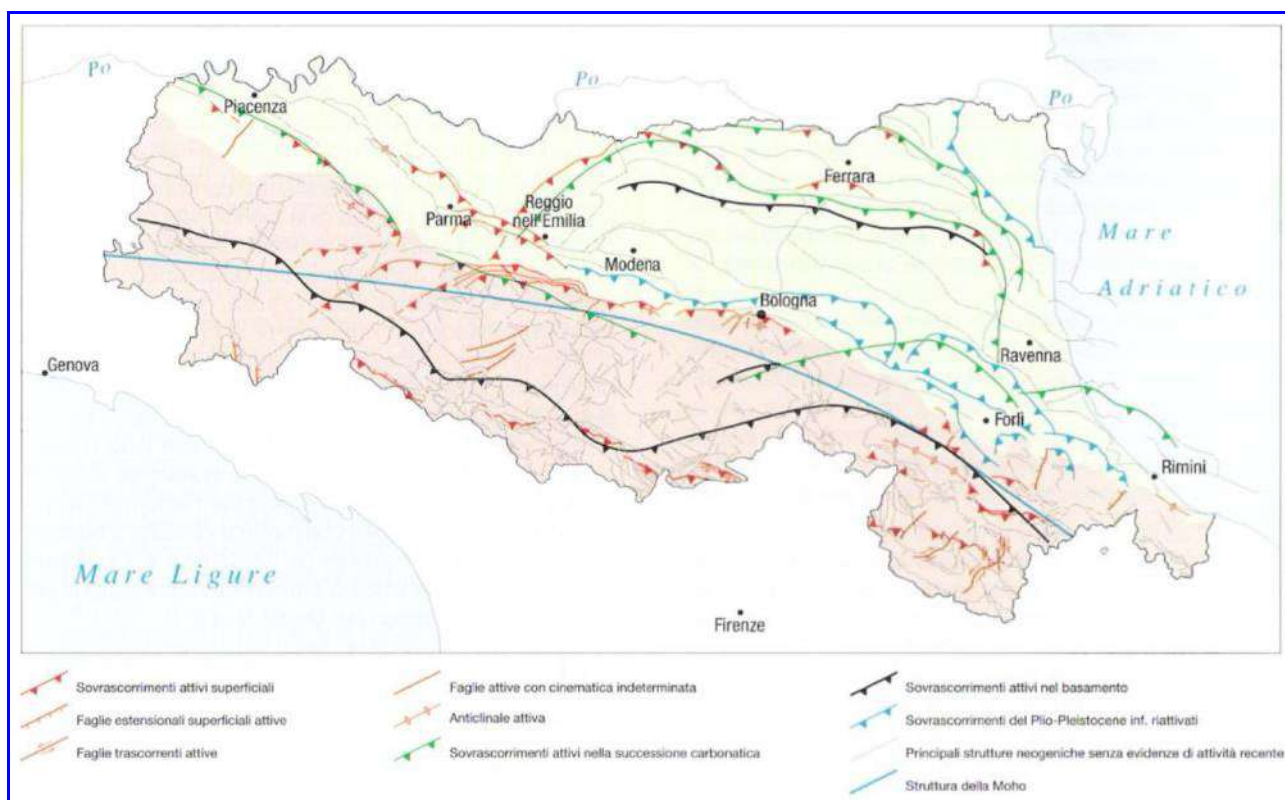 Po
Po
Po
Piacenza
Ferrara
Parma
Reggio
nell'Emilia
Modena
Mare
Adriatico
Bologna
Ravenna
Genova
Forlì
Rimini
Mare Ligure
Firenze
Sovrascorrimenti attivi superficiali
Faglie estensionali superficiali attive
Faglie trascorrenti attive
Faglie attive con cinematica indeterminata
Anticlinale attiva
Sovrascorrimenti attivi nella successione carbonatica
Sovrascorrimenti attivi nel basamento
Sovrascorrimenti del Plio-Pleistocene inf. riattivati
Principali strutture neogeniche senza evidenze di attività recente
Struttura della Moho